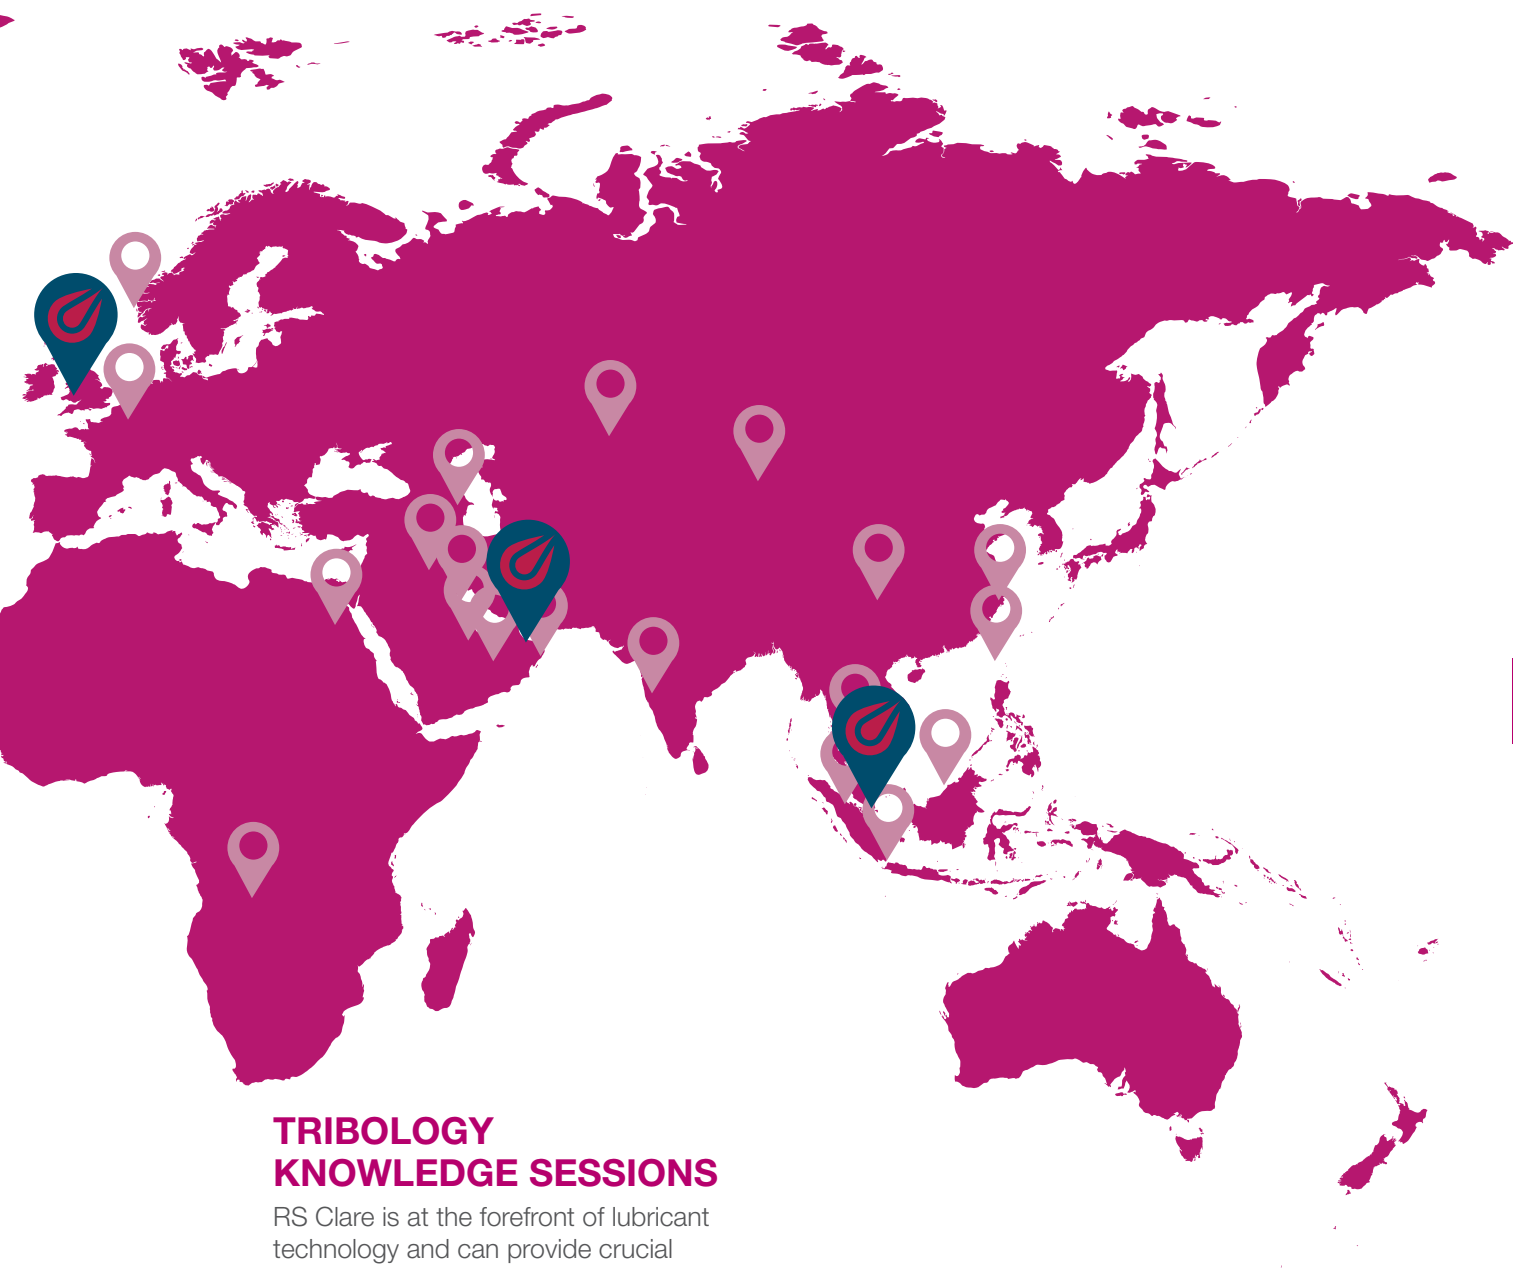 TRIBOLOGY
KNOWLEDGE SESSIONS
RS Clare is at the forefront of lubricant
technology and can provide crucial